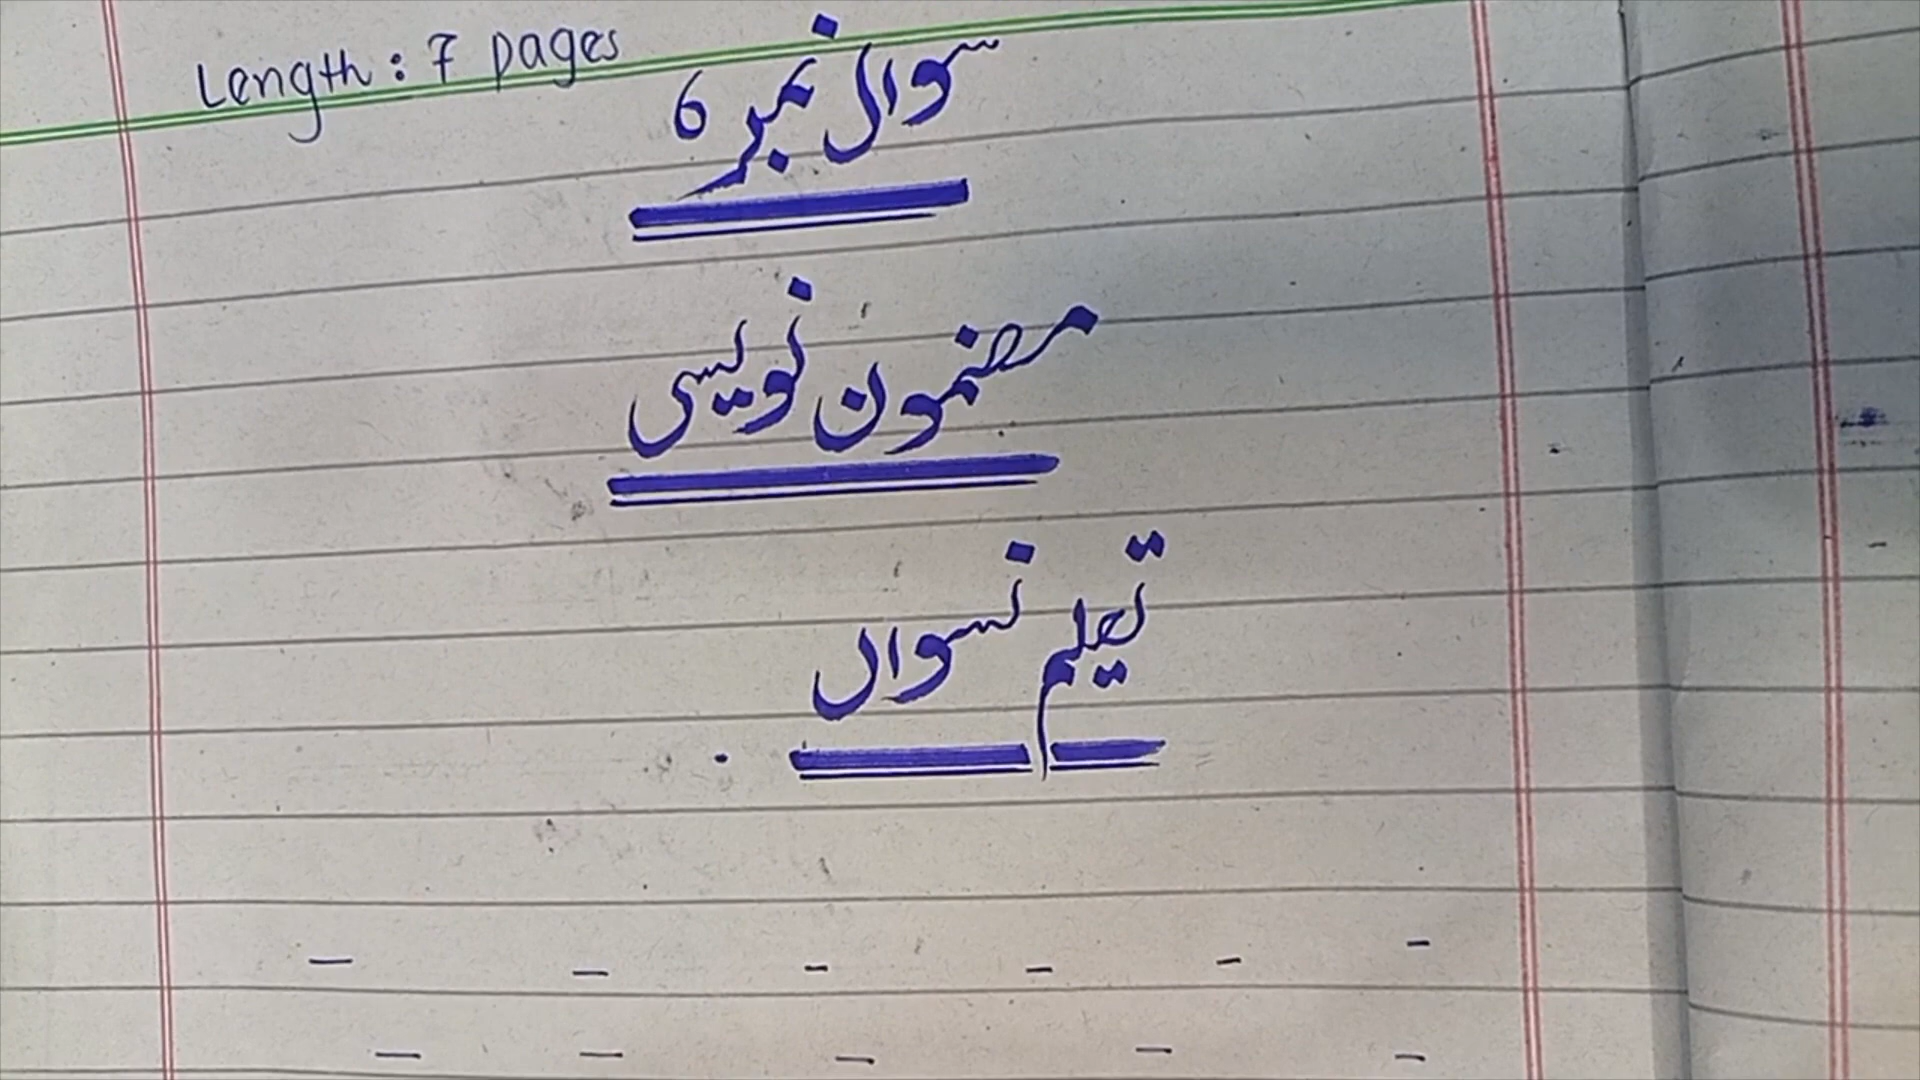 Length: 7 pages
سوال نمبر 6
مضمون نویسی
تعلیم نسواں
- - - - - -
- - - - -